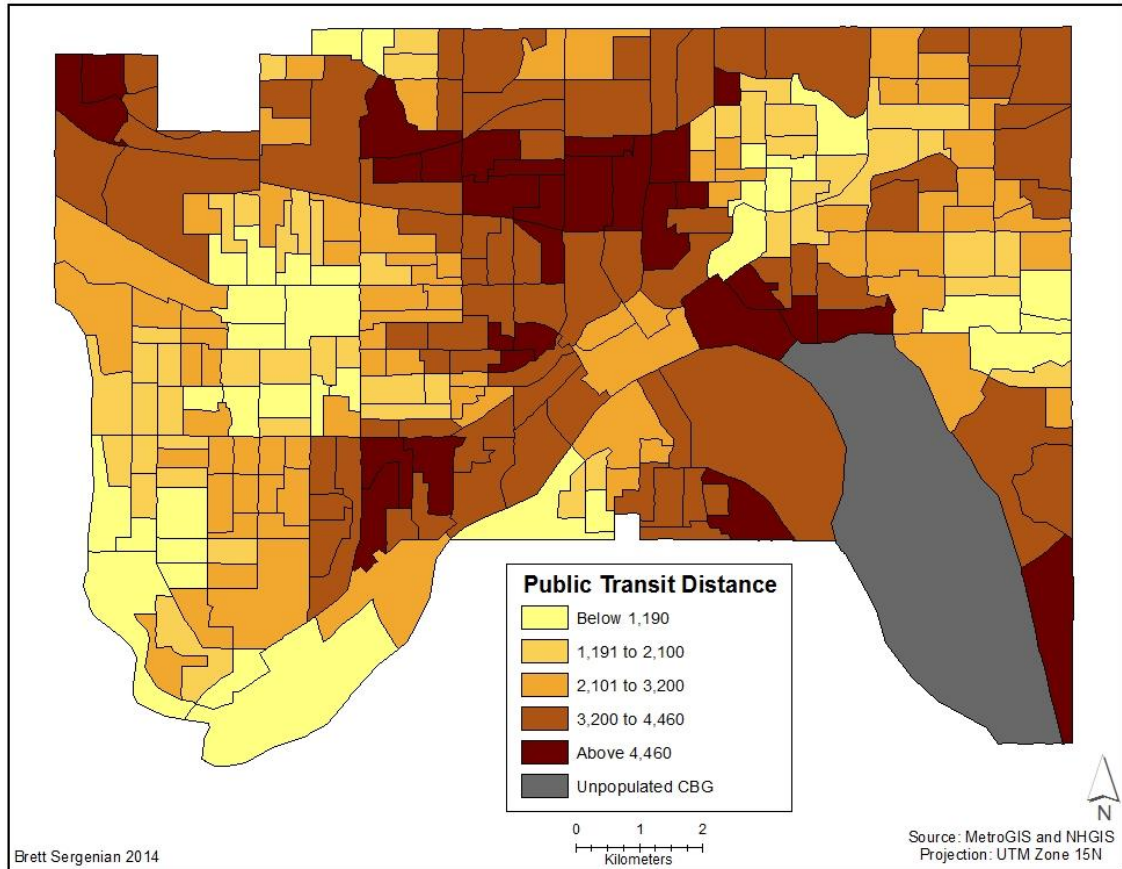 Public Transit Distance
Below 1,190
1,191 to 2,100
2,101 to 3,200
3,200 to 4,460
Above 4,460
Unpopulated CBG
0 1 2
Kilometers
N
Brett Sergenian 2014
Source: MetroGIS and NHGIS
Projection: UTM Zone 15N